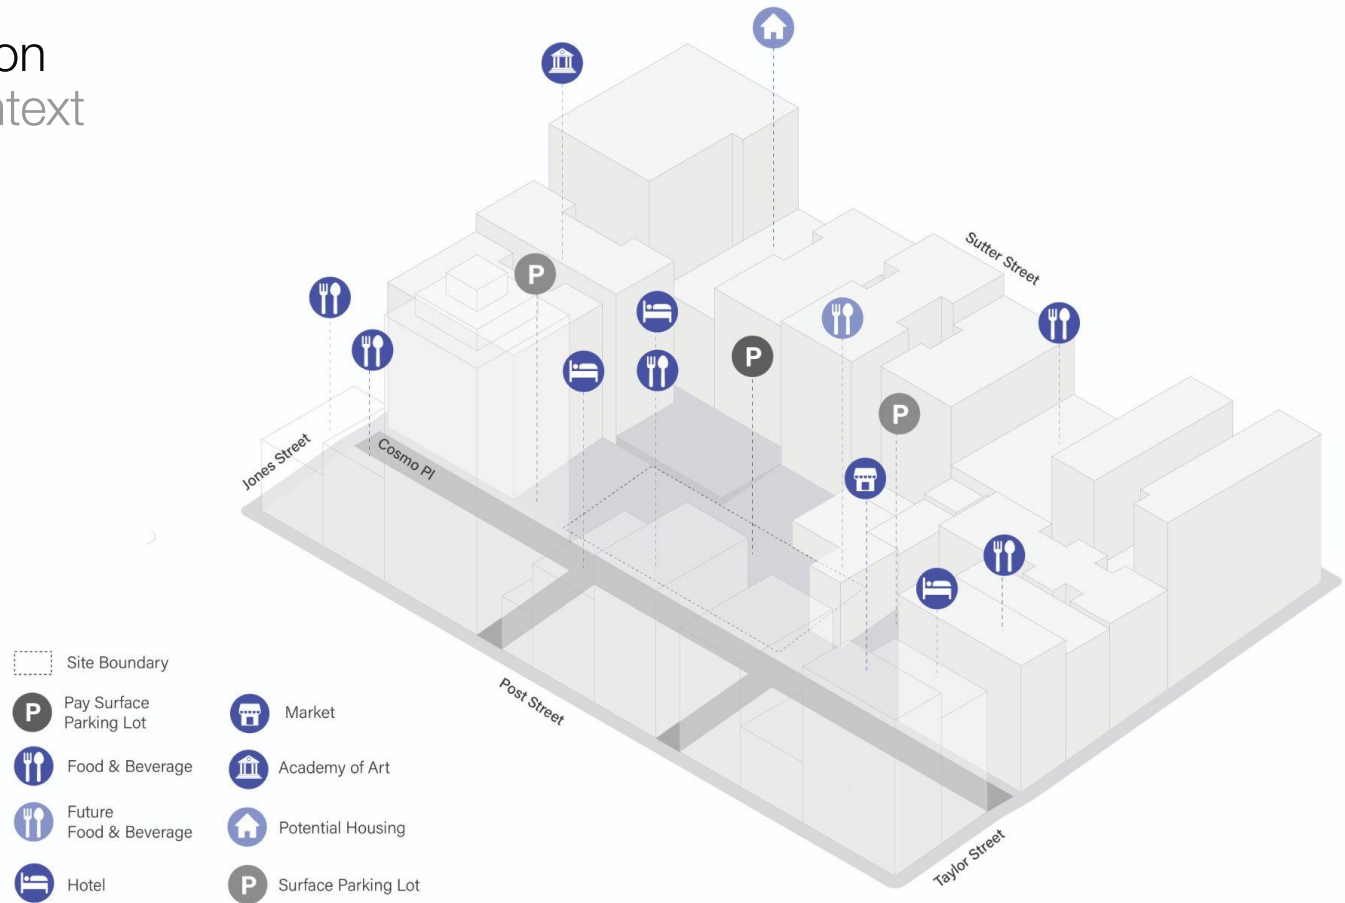 on
ntext
Sutter Street
P
P
P
Jones Street
Cosmo Pl
Post Street
Taylor Street
Site Boundary
P
Pay Surface
Parking Lot
Food & Beverage
Future
Food & Beverage
Hotel
Market
Academy of Art
Potential Housing
P
Surface Parking Lot